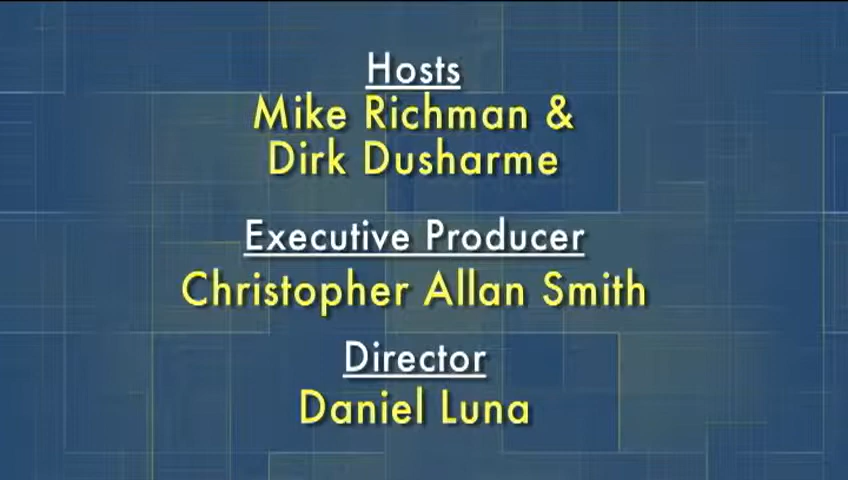 Hosts
Mike Richman &
Dirk Dusharme
Executive Producer
Christopher Allan Smith
Director
Daniel Luna